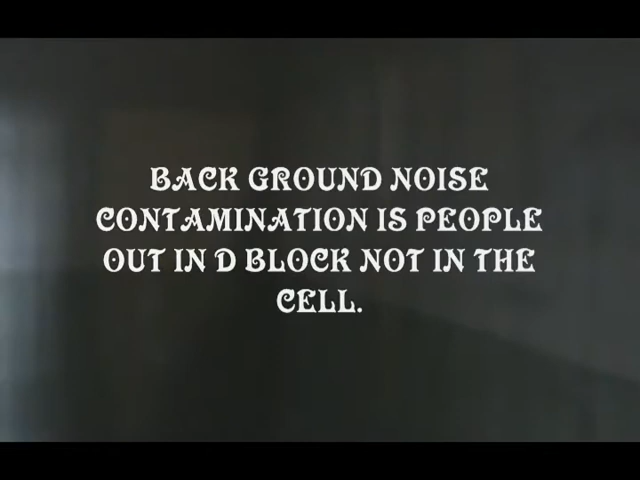 BACK GROUND NOISE
CONTAMINATION IS PEOPLE
OUT IN D BLOCK NOT IN THE
CELL.